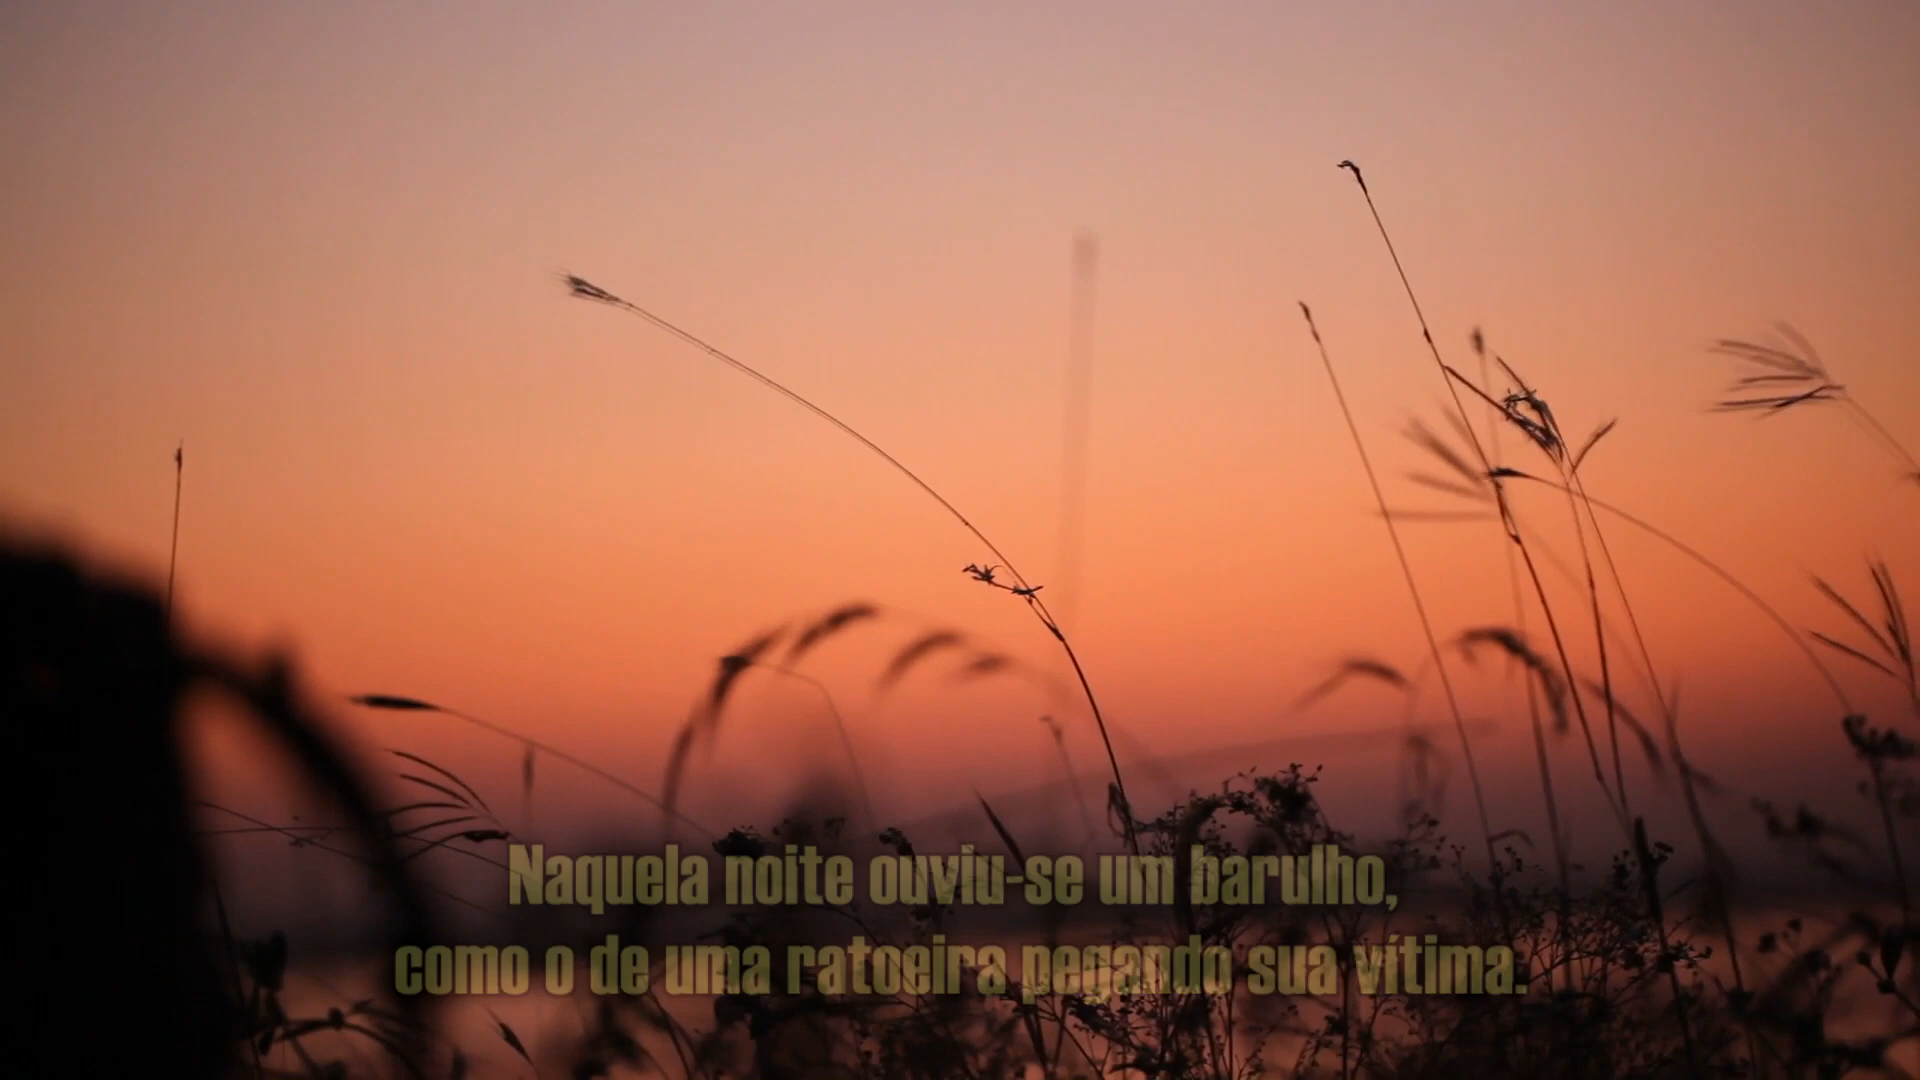 Naquela noite ouviu-se um barulho,
como o de uma ratoeira pegando sua vítima.